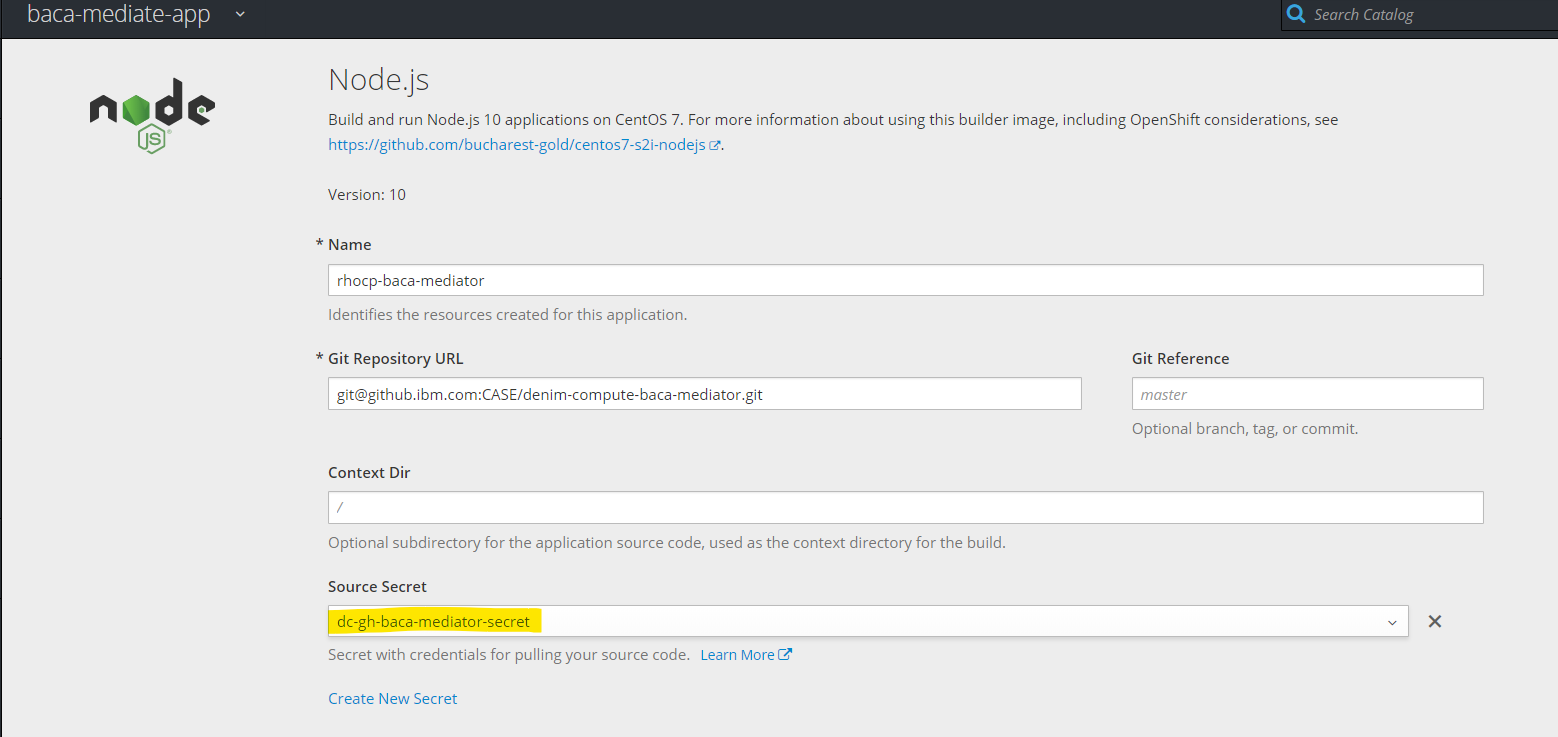 baca-mediate-app
Search Catalog
node
JS
Node.js
Build and run Node.js 10 applications on CentOS 7. For more information about using this builder image, including OpenShift considerations, see
https://github.com/bucharest-gold/centos7-s2i-nodejs.
Version: 10
* Name
rhocp-baca-mediator
Identifies the resources created for this application.
* Git Repository URL
Git Reference
git@github.ibm.com:CASE/denim-compute-baca-mediator.git
master
Optional branch, tag, or commit.
Context Dir
/
Optional subdirectory for the application source code, used as the context directory for the build.
Source Secret
dc-gh-baca-mediator-secret
Secret with credentials for pulling your source code. Learn More
Create New Secret